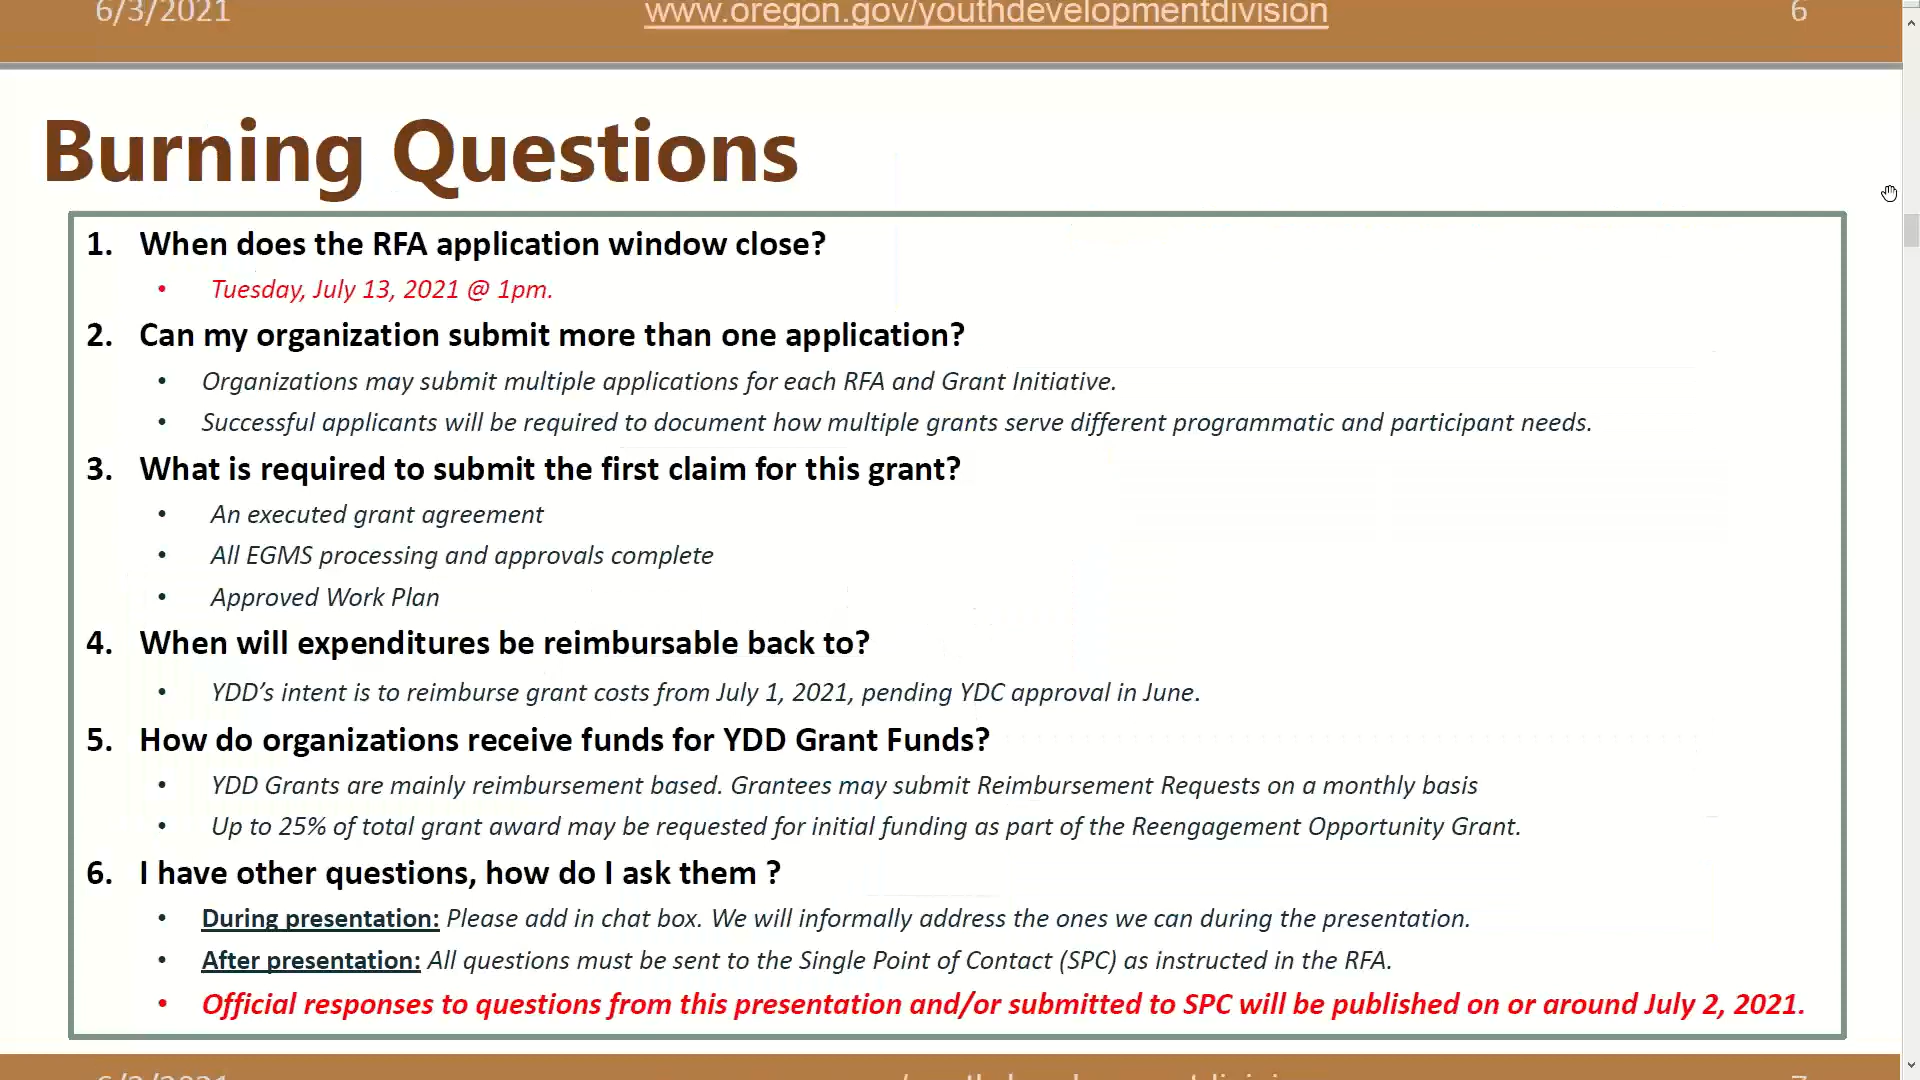 6/3/2021 www.oregon.gov/youthdevelopmentdivision 6
Burning Questions
1. When does the RFA application window close?
• Tuesday, July 13, 2021 @ 1pm.
2. Can my organization submit more than one application?
• Organizations may submit multiple applications for each RFA and Grant Initiative.
• Successful applicants will be required to document how multiple grants serve different programmatic and participant needs.
3. What is required to submit the first claim for this grant?
• An executed grant agreement
• All EGMS processing and approvals complete
• Approved Work Plan
4. When will expenditures be reimbursable back to?
• YDD’s intent is to reimburse grant costs from July 1, 2021, pending YDC approval in June.
5. How do organizations receive funds for YDD Grant Funds?
• YDD Grants are mainly reimbursement based. Grantees may submit Reimbursement Requests on a monthly basis
• Up to 25% of total grant award may be requested for initial funding as part of the Reengagement Opportunity Grant.
6. I have other questions, how do I ask them ?
• During presentation: Please add in chat box. We will informally address the ones we can during the presentation.
• After presentation: All questions must be sent to the Single Point of Contact (SPC) as instructed in the RFA.
• Official responses to questions from this presentation and/or submitted to SPC will be published on or around July 2, 2021.